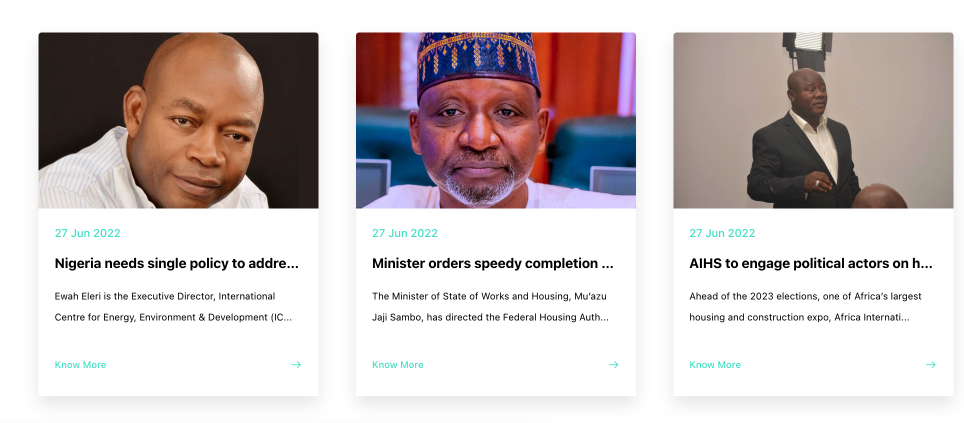 27 Jun 2022
Nigeria needs single policy to addre...
Ewah Eleri is the Executive Director, International
Centre for Energy, Environment & Development (IC...
Know More
27 Jun 2022
Minister orders speedy completion ...
The Minister of State of Works and Housing, Mu'azu
Jaji Sambo, has directed the Federal Housing Auth...
Know More
27 Jun 2022
AIHS to engage political actors on h...
Ahead of the 2023 elections, one of Africa's largest
housing and construction expo, Africa Internati...
Know More